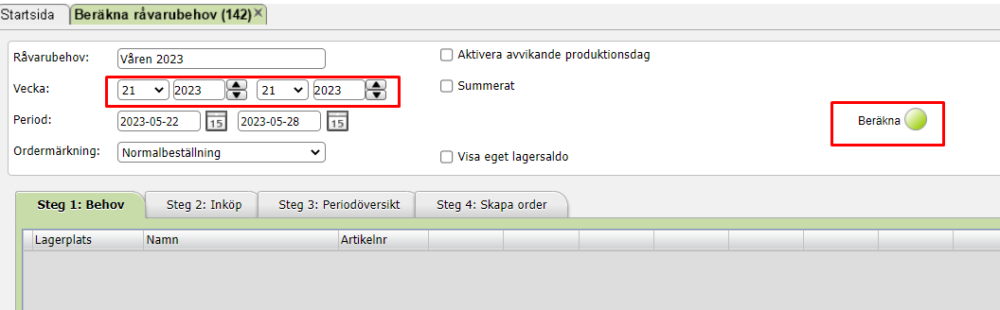 Startsida Beräkna råvarubehov (142)
Råvarubehov: Våren 2023 Aktivera avvikande produktionsdag
Vecka: 21 2023 21 2023 Summerat
Period: 2023-05-22 15 2023-05-28 15 Beräkna
Ordermärkning: Normalbeställning Visa eget lagersaldo
Steg 1: Behov Steg 2: Inköp Steg 3: Periodöversikt Steg 4: Skapa order
Lagerplats Namn Artikelnr